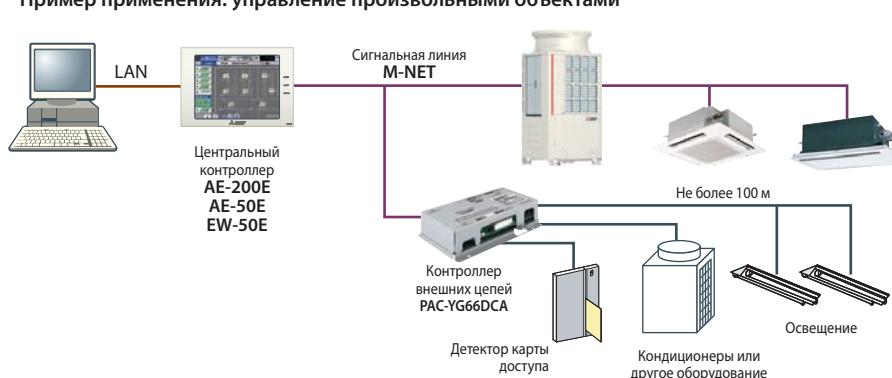 Пример применения: управление произвольными объектами
LAN
Сигнальная линия
M-NET
Центральный
контроллер
AE-200E
AE-50E
EW-50E
Не более 100 м
Контроллер
внешних цепей
PAC-YG66DCA
Детектор карты
доступа
Кондиционеры или
другое оборудование
Освещение